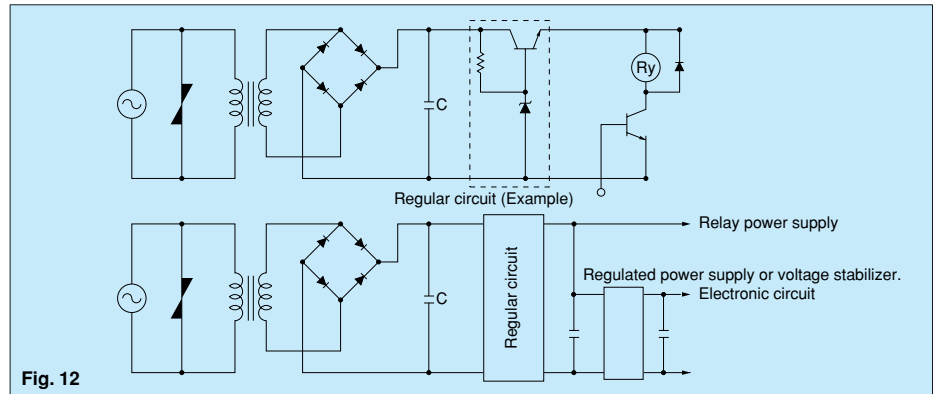 Ry
C
Regular circuit (Example)
Relay power supply
Regulated power supply or voltage stabilizer.
Electronic circuit
C
Regular circuit
Fig. 12